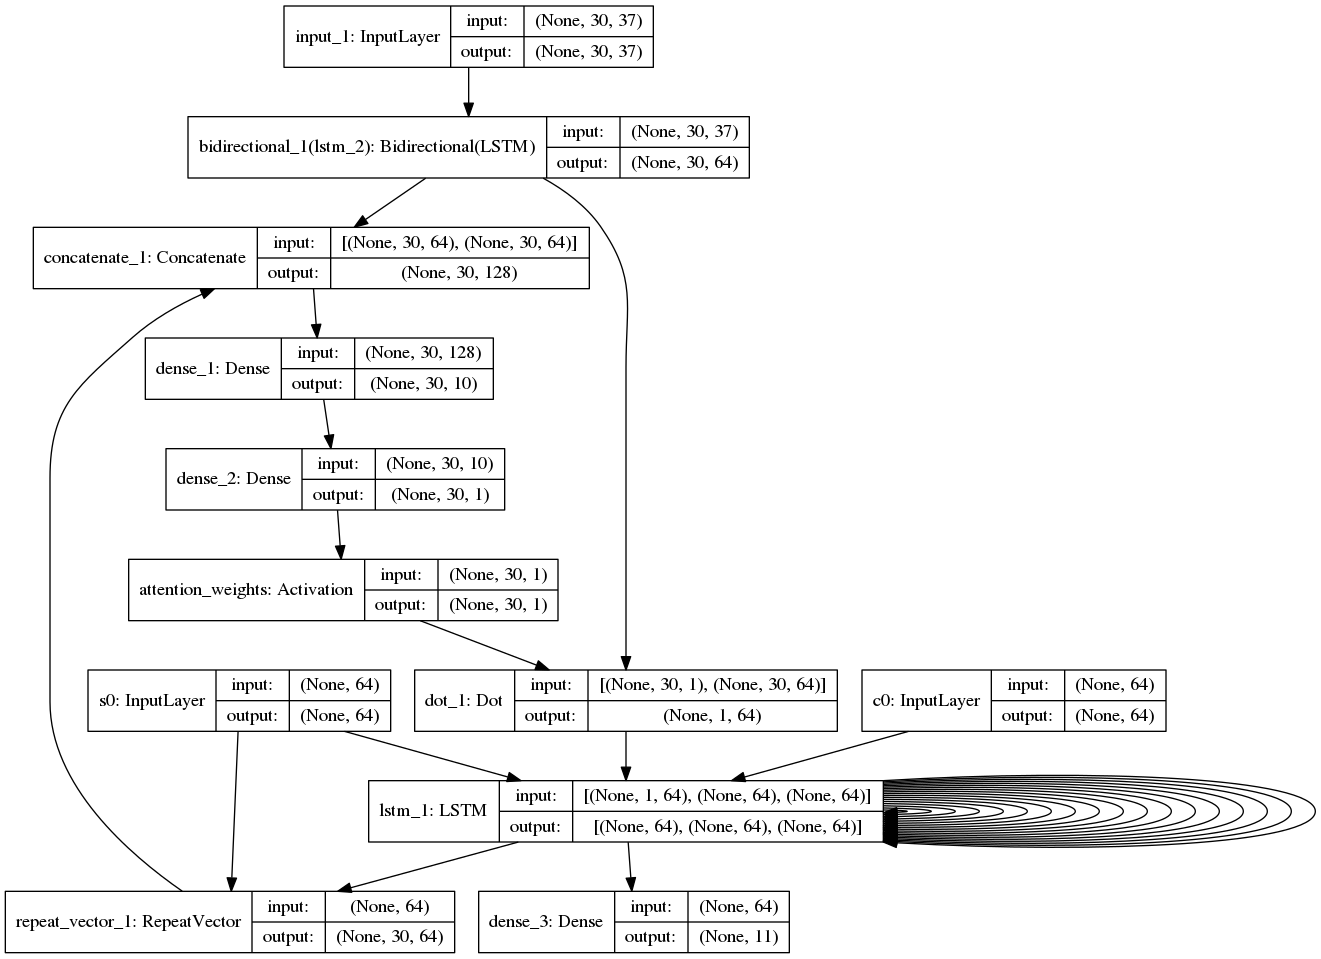 input_1: InputLayer
input:
(None, 30, 37)
output:
(None, 30, 37)
bidirectional_1(lstm_2): Bidirectional(LSTM)
input:
(None, 30, 37)
output:
(None, 30, 64)
concatenate_1: Concatenate
input:
[(None, 30, 64), (None, 30, 64)]
output:
(None, 30, 128)
dense_1: Dense
input:
(None, 30, 128)
output:
(None, 30, 10)
dense_2: Dense
input:
(None, 30, 10)
output:
(None, 30, 1)
attention_weights: Activation
input:
(None, 30, 1)
output:
(None, 30, 1)
s0: InputLayer
input:
(None, 64)
output:
(None, 64)
dot_1: Dot
input:
[(None, 30, 1), (None, 30, 64)]
output:
(None, 1, 64)
c0: InputLayer
input:
(None, 64)
output:
(None, 64)
lstm_1: LSTM
input:
[(None, 1, 64), (None, 64), (None, 64)]
output:
[(None, 64), (None, 64), (None, 64)]
repeat_vector_1: RepeatVector
input:
(None, 64)
output:
(None, 30, 64)
dense_3: Dense
input:
(None, 64)
output:
(None, 11)